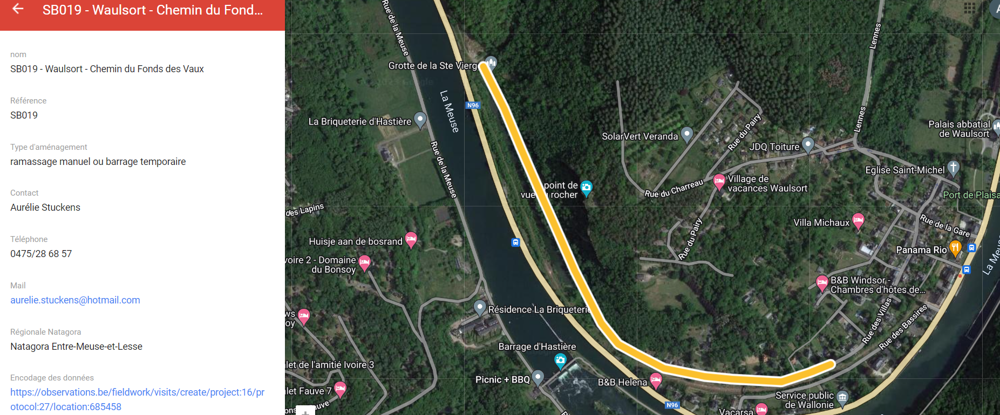 SB019 - Waulsort - Chemin du Fond...
nom
SB019 - Waulsort - Chemin du Fonds des Vaux
Référence
SB019
Type d'aménagement
ramassage manuel ou barrage temporaire
Contact
Aurélie Stuckens
Téléphone
0475/28 68 57
Mail
aurelie.stuckens@hotmail.com
Régionale Natagora
Natagora Entre-Meuse-et-Lesse
Encodage des données
https://observations.be/fieldwork/visits/create/project:16/pr
otocol:27/location:685458
Rue de la Meuse
Grotte de la Ste Vierg
La Meuse
N96
La Briqueterie d'Hastière
Rue de la Meuse
point de
vue rocher
des Lapins
Huisje aan de bosrand
voire 2 - Domaine
du Bonsoy
Résidence La Briqueterie
Barrage d'Hastière
let de l'amitié Ivoire 3
Picnic + BBQ
let Fauve 7
B&B Helena
N96
Service public
de Wallonie
Vacarsa
Lennes
Lennes
SolarVert Veranda
Rue du Pairy
JDQ Toiture
Palais abbatial
de Waulsort
Eglise Saint-Michel
Village de
vacances Waulsort
Rue du Charreau
Port de Plaisa
Villa Michaux
Rue de la Gare
Rue du Pairy
Panama Rio
La Meu
B&B Windsor -
Chambres d'hôtes de...
Rue des Villas
Rue des Bassires